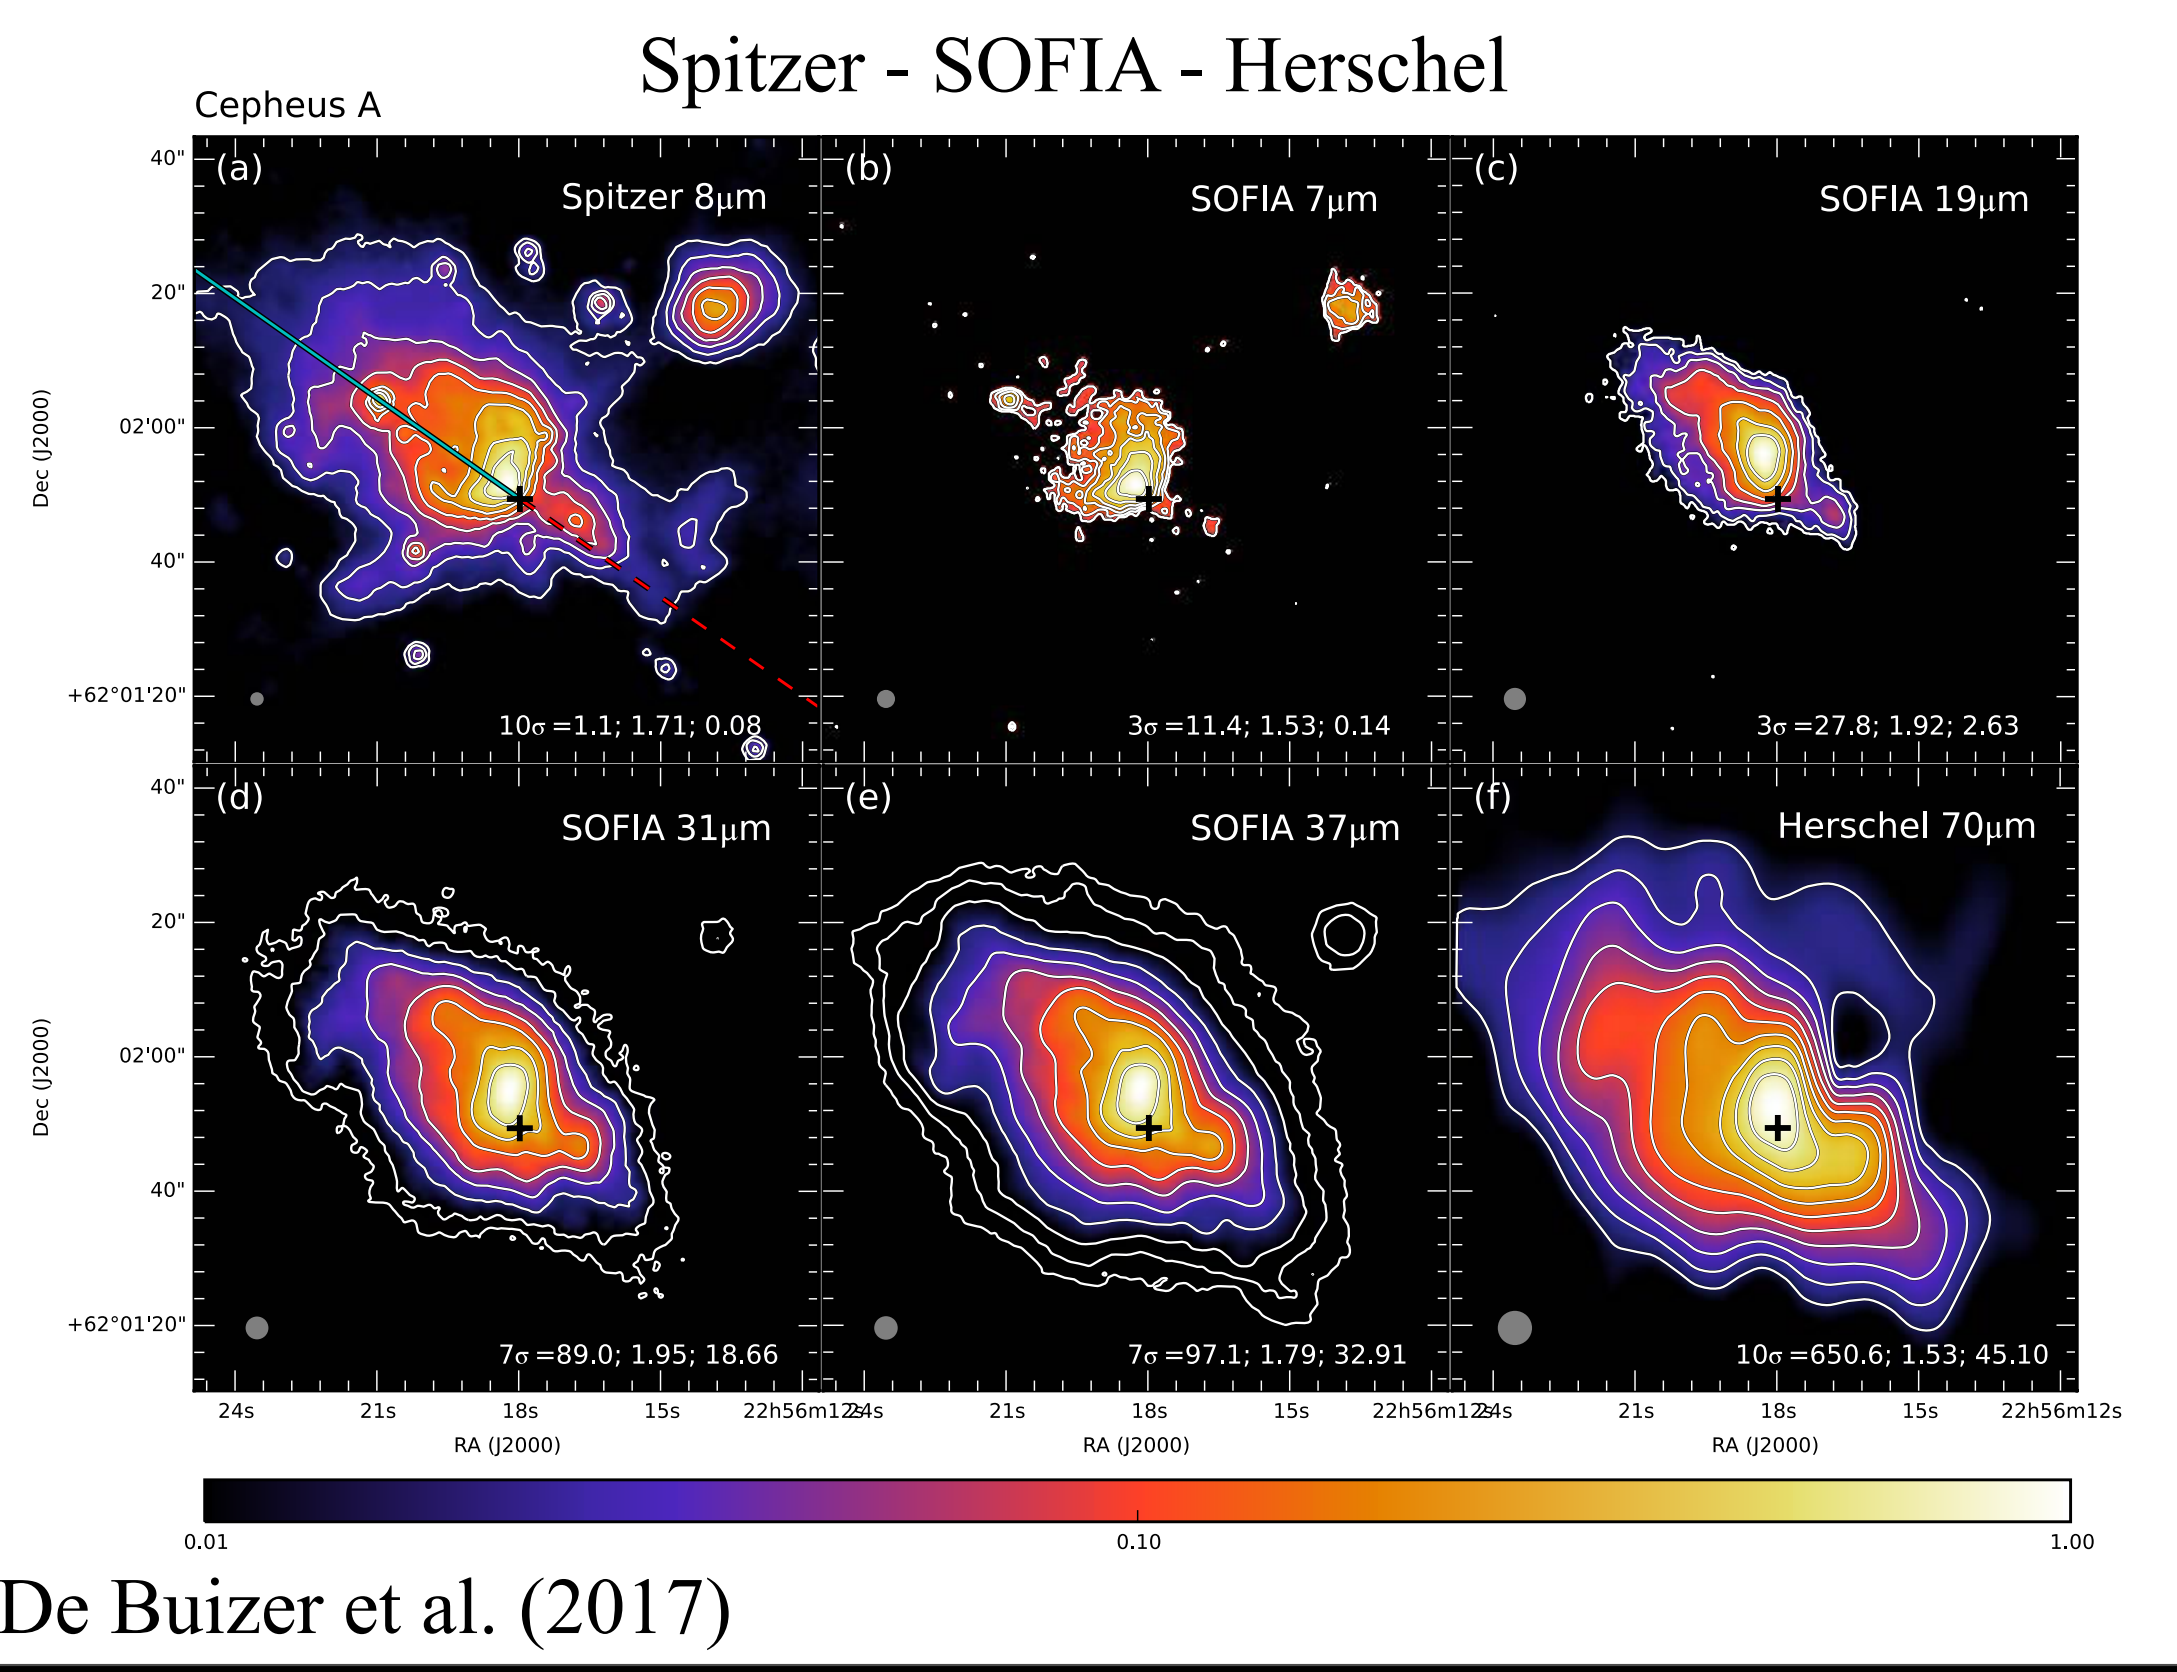 Spitzer - SOFIA - Herschel
Cepheus A
(a)
Spitzer 8μm
(b)
SOFIA 7μm
(c)
SOFIA 19μm
40"
20"
02'00"
40"
+62°01'20"
Dec (J2000)
10σ =1.1; 1.71; 0.08
3σ =11.4; 1.53; 0.14
3σ =27.8; 1.92; 2.63
(d)
SOFIA 31μm
(e)
SOFIA 37μm
(f)
Herschel 70μm
40"
20"
02'00"
40"
+62°01'20"
Dec (J2000)
7σ =89.0; 1.95; 18.66
7σ =97.1; 1.79; 32.91
10σ =650.6; 1.53; 45.10
24s 21s 18s 15s 22h56m12s
24s 21s 18s 15s 22h56m12s
24s 21s 18s 15s 22h56m12s
RA (J2000)
RA (J2000)
RA (J2000)
0.01 0.10 1.00
De Buizer et al. (2017)